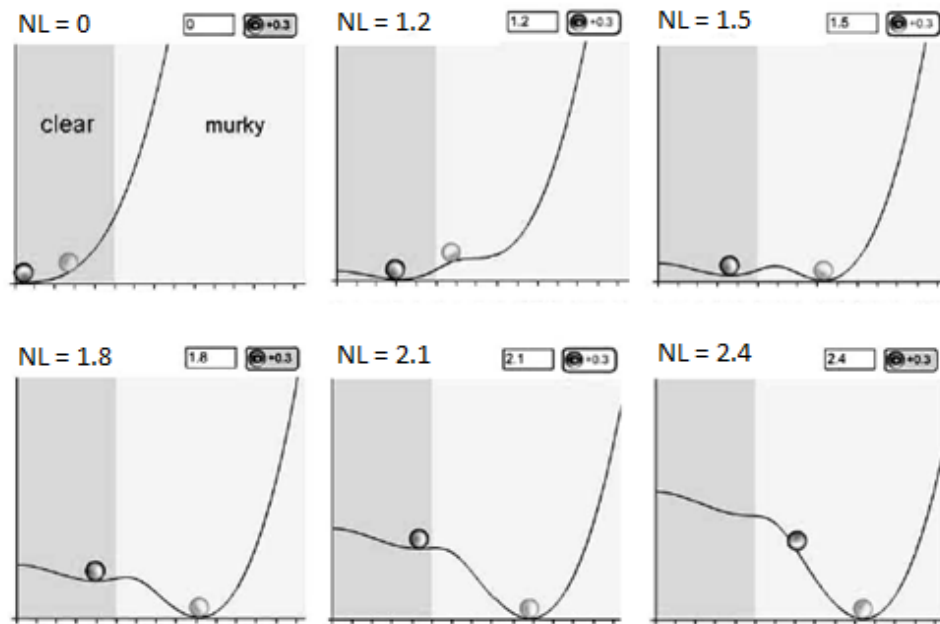 NL = 0 0 +0.3
NL = 1.2 1.2 +0.3
NL = 1.5 1.5 +0.3
clear murky
NL = 1.8 1.8 +0.3
NL = 2.1 2.1 +0.3
NL = 2.4 2.4 +0.3